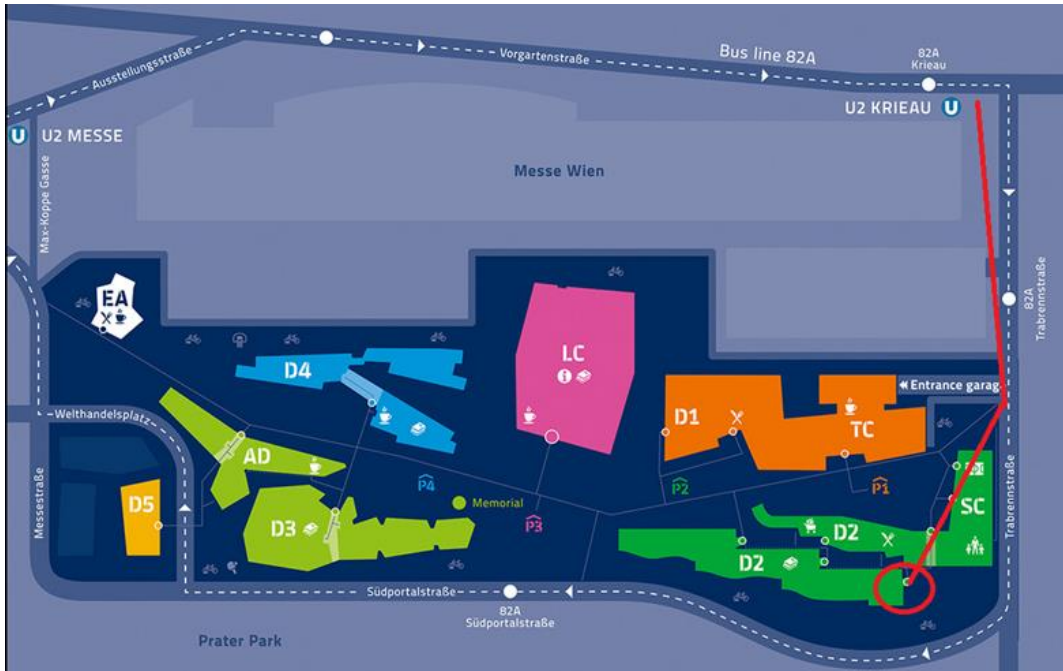 Bus line 82A
Vorgartenstraße
Ausstellungsstraße
82A
Krieau
U2 KRIEAU U
U U2 MESSE
Max-Koppe Gasse
Messe Wien
82A
Trabrennstraße
EA
LC
D4
Entrance garag
D1
TC
Welthandelsplatz
AD
P4
Memorial
P3
P2
P1
D5
D3
D2
D2
SC
Messestraße
Trabrennstraße
Südportalstraße
82A
Südportalstraße
Prater Park